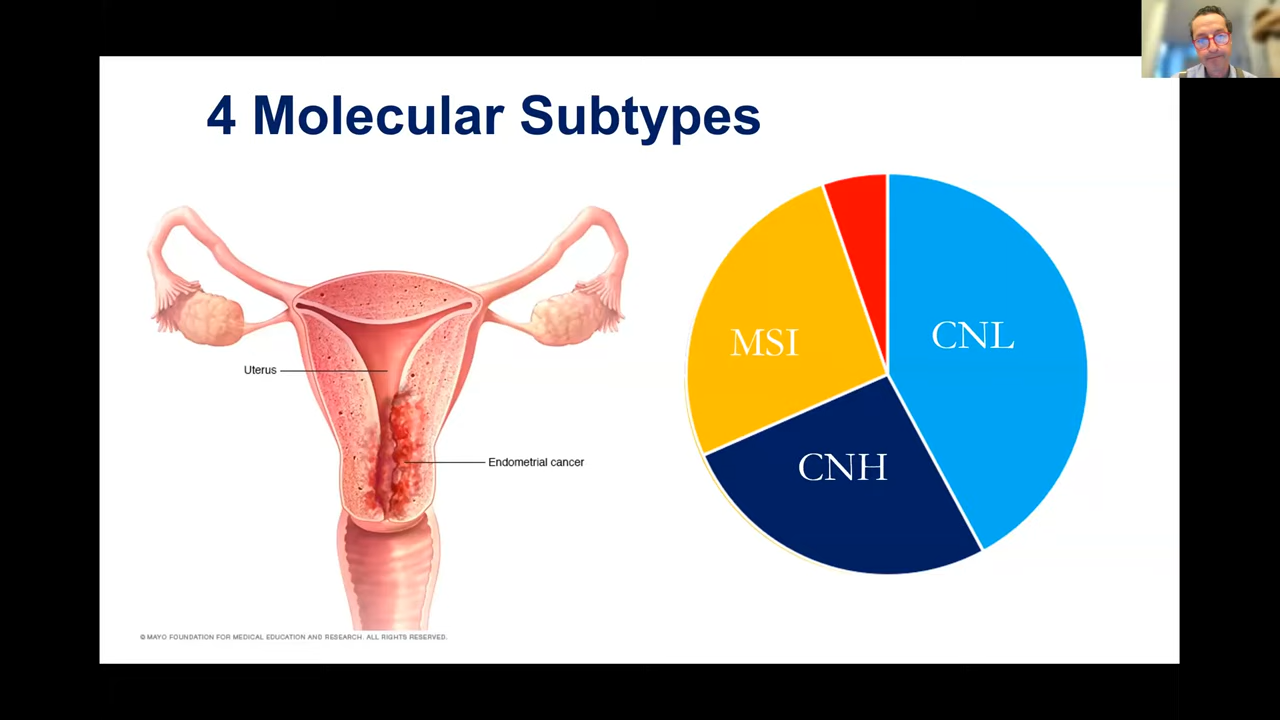 4 Molecular Subtypes
Uterus
Endometrial cancer
MSI
CNL
CNH
© MAYO FOUNDATION FOR MEDICAL EDUCATION AND RESEARCH. ALL RIGHTS RESERVED.